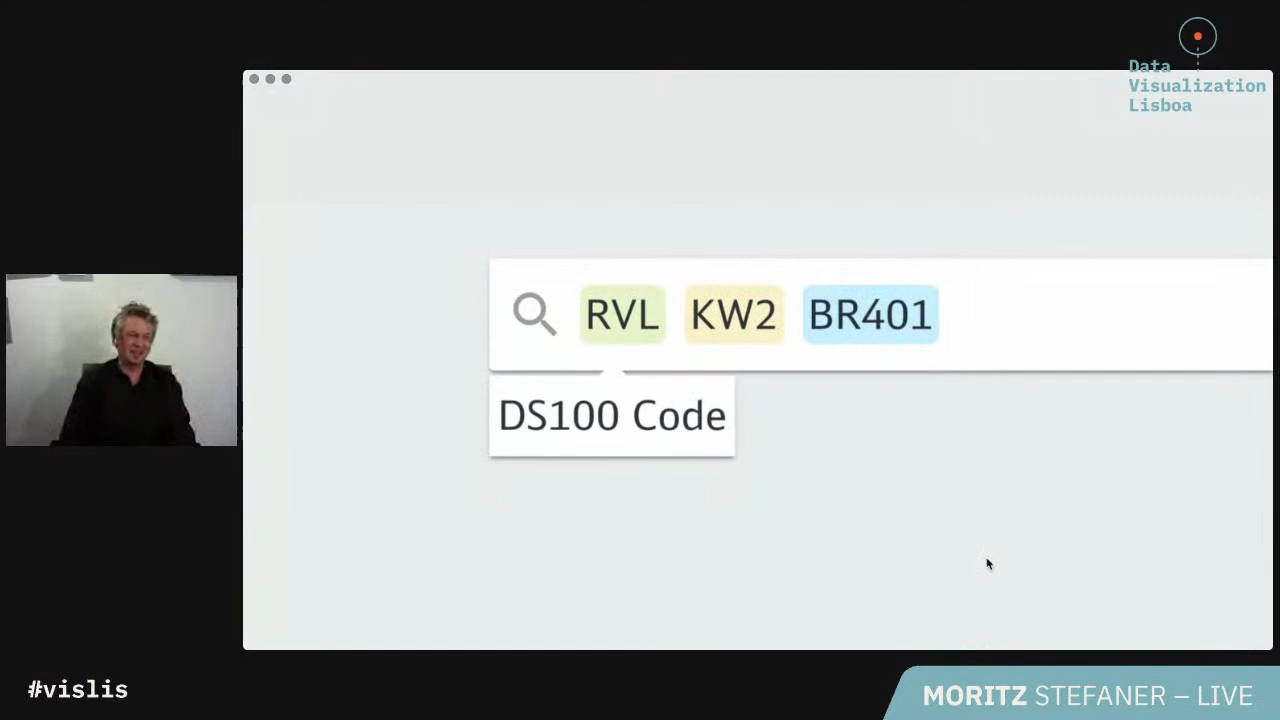 Data
Visualization
Lisboa
RVL KW2 BR401
DS100 Code
#vislis
MORITZ STEFANER – LIVE